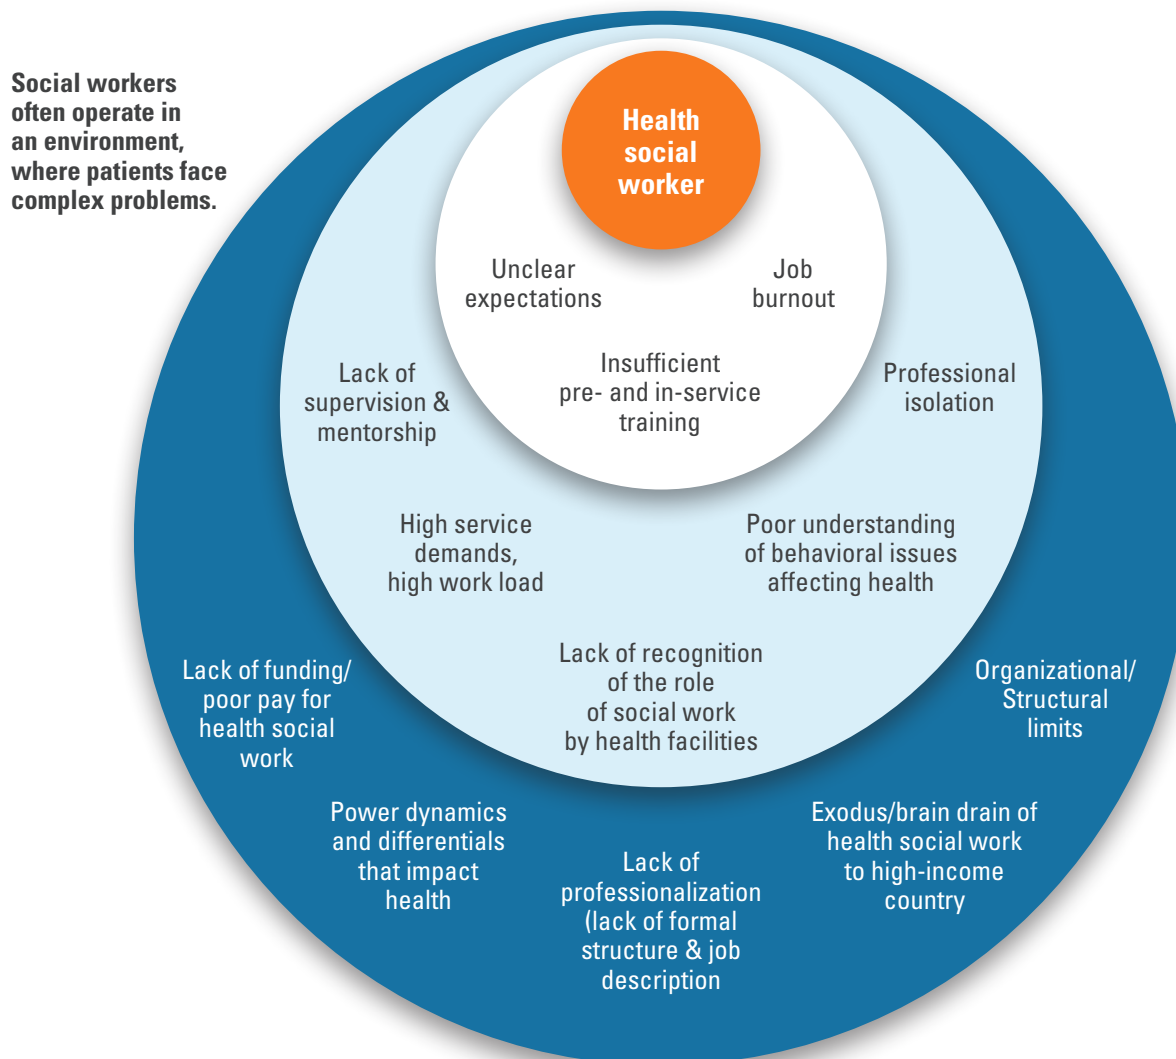 Social workers
often operate in
an environment,
where patients face
complex problems.
Health
social
worker
Unclear
expectations
Job
burnout
Insufficient
pre- and in-service
training
Lack of
supervision &
mentorship
Professional
isolation
High service
demands,
high work load
Poor understanding
of behavioral issues
affecting health
Lack of recognition
of the role
of social work
by health facilities
Lack of funding/
poor pay for
health social
work
Organizational/
Structural
limits
Power dynamics
and differentials
that impact
health
Lack of
professionalization
(lack of formal
structure & job
description
Exodus/brain drain of
health social work
to high-income
country